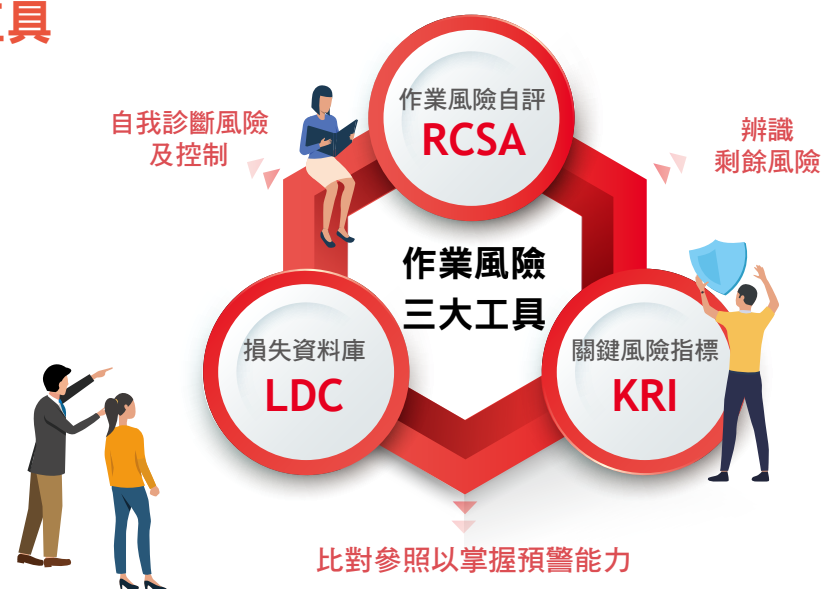 工具
作業風險自評
RCSA
自我診斷風險
及控制
辨識
剩餘風險
作業風險
三大工具
損失資料庫
LDC
關鍵風險指標
KRI
比對參照以掌握預警能力